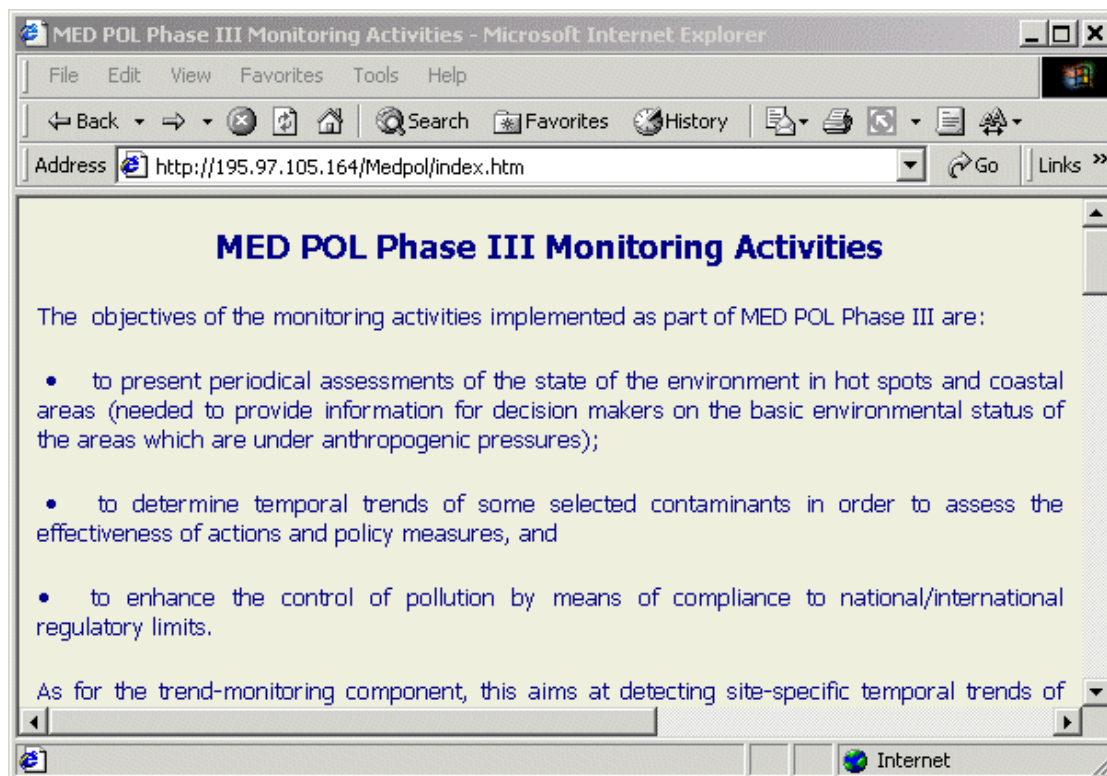 MED POL Phase III Monitoring Activities - Microsoft Internet Explorer
File Edit View Favorites Tools Help
Back Search Favorites History
Address http://195.97.105.164/Medpol/index.htm Go Links »
MED POL Phase III Monitoring Activities
The objectives of the monitoring activities implemented as part of MED POL Phase III are:
• to present periodical assessments of the state of the environment in hot spots and coastal
areas (needed to provide information for decision makers on the basic environmental status of
the areas which are under anthropogenic pressures);
• to determine temporal trends of some selected contaminants in order to assess the
effectiveness of actions and policy measures, and
• to enhance the control of pollution by means of compliance to national/international
regulatory limits.
As for the trend-monitoring component, this aims at detecting site-specific temporal trends of
Internet